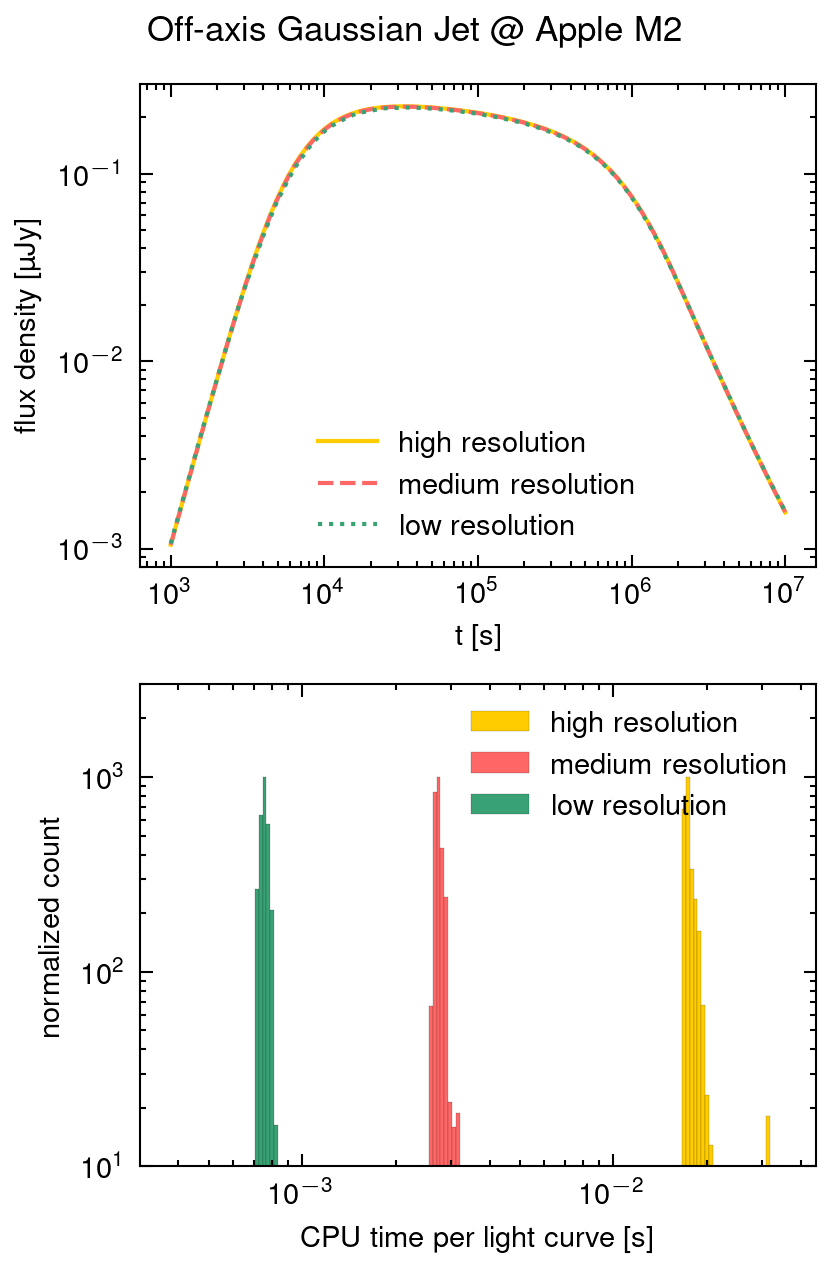 Off-axis Gaussian Jet @ Apple M2
10⁻¹
10⁻²
10⁻³
flux density [µJy]
high resolution
medium resolution
low resolution
10³ 10⁴ 10⁵ 10⁶ 10⁷
t [s]
10³
10²
10¹
normalized count
high resolution
medium resolution
low resolution
10⁻³ 10⁻²
CPU time per light curve [s]